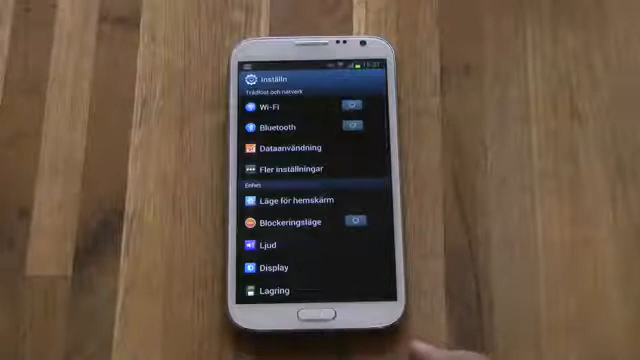 Inställn
Trådlöst och nätverk
Wi-Fi
Bluetooth
Dataanvändning
Fler inställningar
Enhet
Läge för hemskärm
Blockeringsläge
Ljud
Display
Lagring